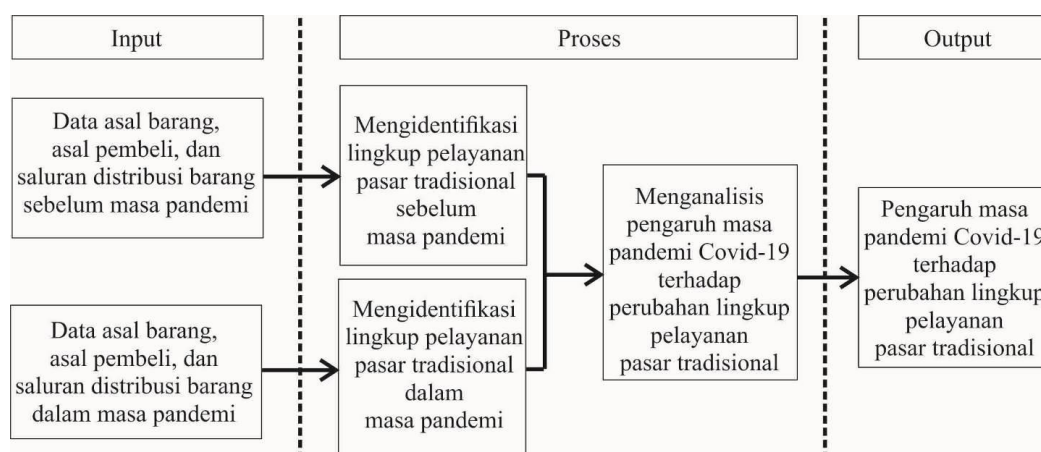 Input
Proses
Output
Data asal barang,
asal pembeli, dan
saluran distribusi barang
sebelum masa pandemi
Mengidentifikasi
lingkup pelayanan
pasar tradisional
sebelum
masa pandemi
Data asal barang,
asal pembeli, dan
saluran distribusi barang
dalam masa pandemi
Mengidentifikasi
lingkup pelayanan
pasar tradisional
dalam
masa pandemi
Menganalisis
pengaruh masa
pandemi Covid-19
terhadap
perubahan lingkup
pelayanan
pasar tradisional
Pengaruh masa
pandemi Covid-19
terhadap
perubahan lingkup
pelayanan
pasar tradisional